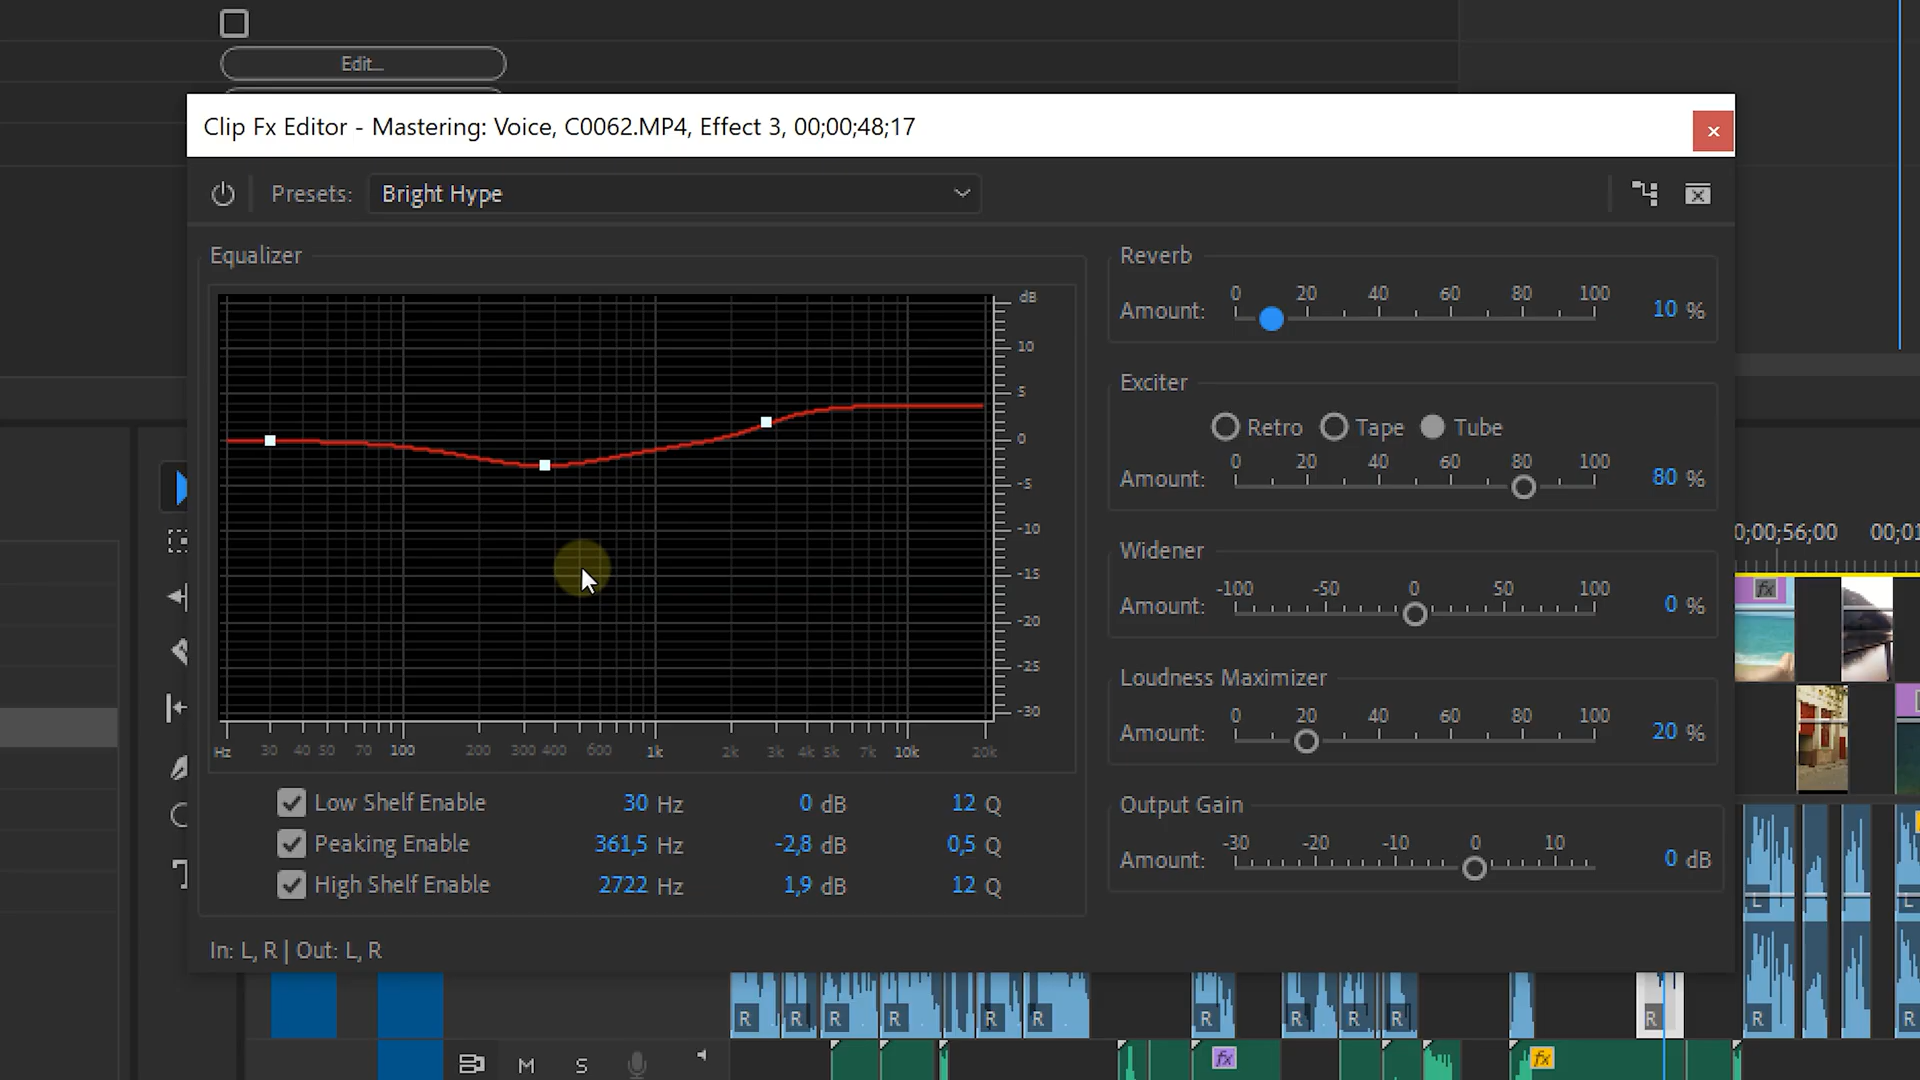 Edit...
Clip Fx Editor - Mastering: Voice, C0062.MP4, Effect 3, 00;00;48;17
Presets: Bright Hype
Equalizer
dB
10
5
0
-5
-10
-15
-20
-25
-30
Hz 30 40 50 70 100 200 300 400 600 1k 2k 3k 4k 5k 7k 10k 20k
Low Shelf Enable 30 Hz 0 dB 12 Q
Peaking Enable 361,5 Hz -2,8 dB 0,5 Q
High Shelf Enable 2722 Hz 1,9 dB 12 Q
In: L, R | Out: L, R
Reverb
0 20 40 60 80 100
Amount: 10 %
Exciter
Retro Tape Tube
0 20 40 60 80 100
Amount: 80 %
Widener
-100 -50 0 50 100
Amount: 0 %
Loudness Maximizer
0 20 40 60 80 100
Amount: 20 %
Output Gain
-30 -20 -10 0 10
Amount: 0 dB
0;00;56;00 00;01
fx
L L
R R R R R R R R R R R R R
M S
fx fx